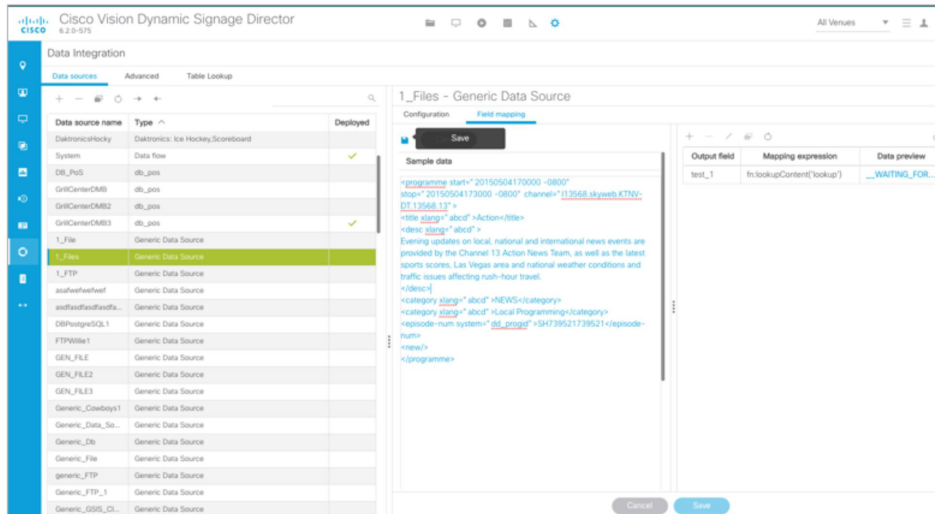 CISCO
Cisco Vision Dynamic Signage Director
6.2.0-575
All Venues
Data Integration
Data sources Advanced Table Lookup
Data source name Type Deployed
DaktronicsHocky Daktronics: Ice Hockey,Scoreboard
System Data flow
DB_PoS db_pos
GrillCenterDMB db_pos
GrillCenterDMB2 db_pos
GrillCenterDMB3 db_pos
1_File Generic Data Source
1_Files Generic Data Source
1_FTP Generic Data Source
asafwefwefwef Generic Data Source
asdfasdfasdfasdfa... Generic Data Source
DBPostgreSQL1 Generic Data Source
FTPWillie1 Generic Data Source
GEN_FILE Generic Data Source
GEN_FILE2 Generic Data Source
GEN_FILE3 Generic Data Source
Generic_Cowboys1 Generic Data Source
Generic_Data_So... Generic Data Source
Generic_Db Generic Data Source
Generic_File Generic Data Source
generic_FTP Generic Data Source
Generic_FTP_1 Generic Data Source
Generic_GSIS_Cl... Generic Data Source
1_Files - Generic Data Source
Configuration Field mapping
Save
Sample data
<programme start="20150504170000 -0800"
stop="20150504173000 -0800" channel="I13568.skyweb.KTNV-
DT.13568.13">
<title xlang="abcd">Action</title>
<desc xlang="abcd">
Evening updates on local, national and international news events are
provided by the Channel 13 Action News Team, as well as the latest
sports scores, Las Vegas area and national weather conditions and
traffic issues affecting rush-hour travel.
</desc>
<category xlang="abcd">NEWS</category>
<category xlang="abcd">Local Programming</category>
<episode-num system="dd_progid">SH739521739521</episode-
num>
<new/>
</programme>
Output field Mapping expression Data preview
test_1 fn:lookupContent('lookup') __WAITING_FOR...
Cancel Save